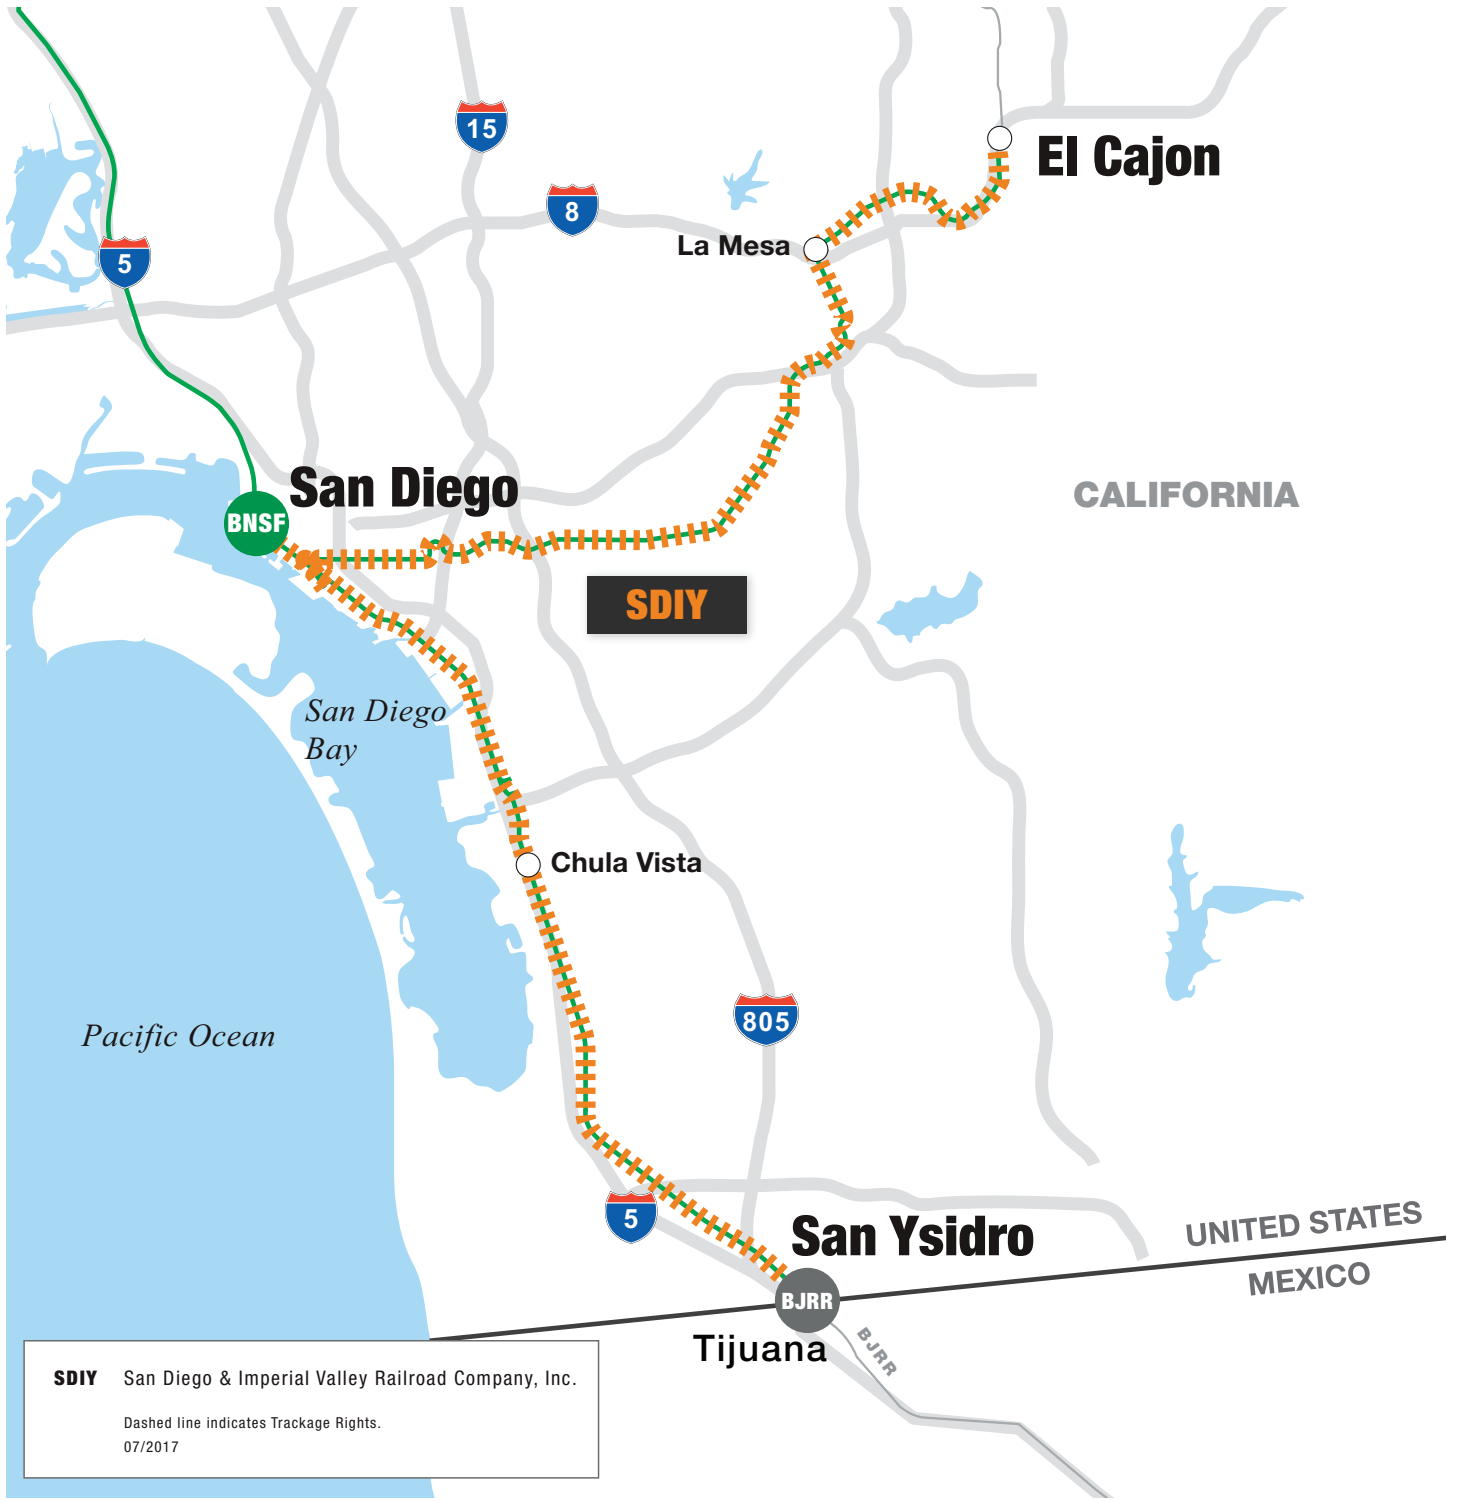 15
El Cajon
8
La Mesa
5
San Diego
BNSF
CALIFORNIA
SDIY
San Diego
Bay
Chula Vista
805
Pacific Ocean
5
San Ysidro
UNITED STATES
MEXICO
BJRR
Tijuana
BJRR
SDIY San Diego & Imperial Valley Railroad Company, Inc.
Dashed line indicates Trackage Rights.
07/2017